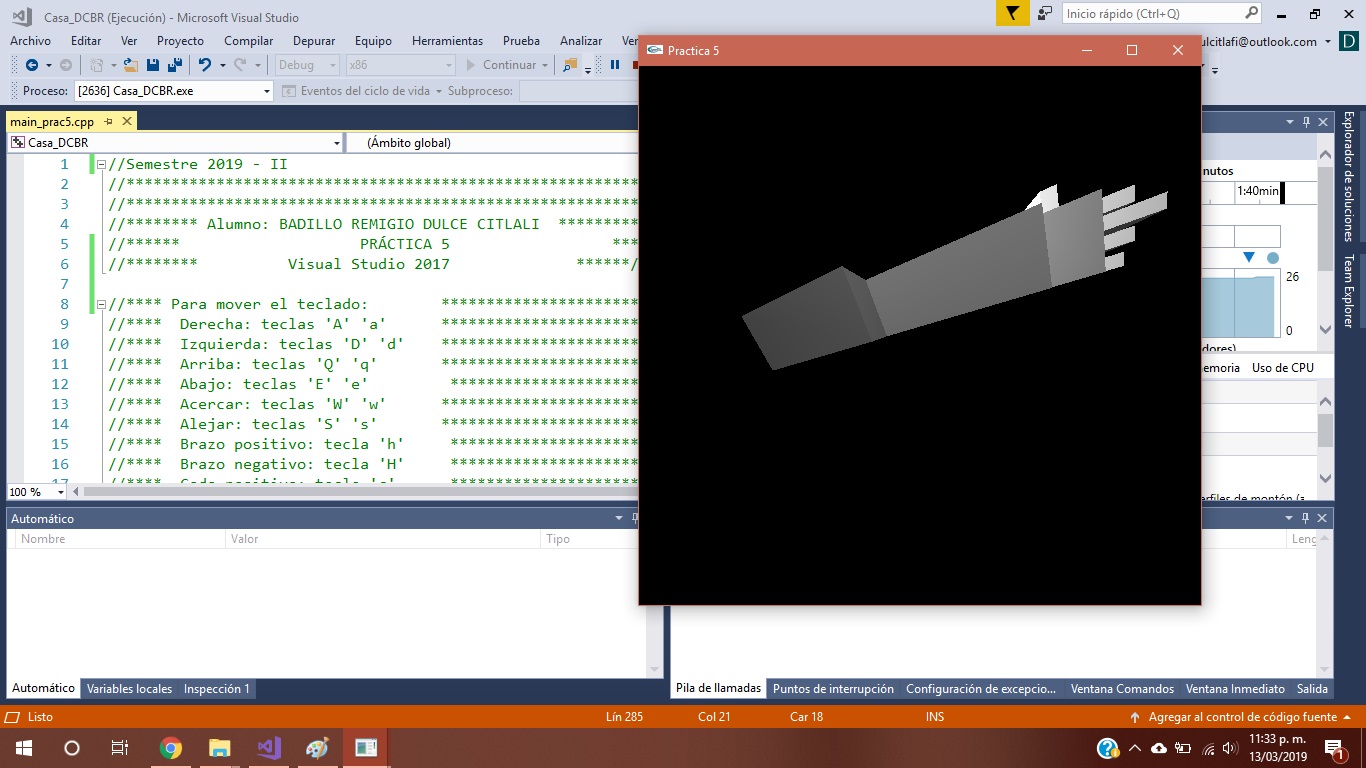 Casa_DCBR (Ejecución) - Microsoft Visual Studio
Inicio rápido (Ctrl+Q)
Archivo Editar Ver Proyecto Compilar Depurar Equipo Herramientas Prueba Analizar
ulcitlafi@outlook.com D
Debug x86 Continuar
Proceso: [2636] Casa_DCBR.exe Eventos del ciclo de vida Subproceso:
Practica 5
main_prac5.cpp
Casa_DCBR (Ámbito global)
1 //Semestre 2019 - II
2 //***********************************************************
3 //***********************************************************
4 //******** Alumno: BADILLO REMIGIO DULCE CITLALI *********
5 //****** PRÁCTICA 5 ***
6 //******** Visual Studio 2017 ******/
7
8 //**** Para mover el teclado: **********************
9 //**** Derecha: teclas 'A' 'a' **********************
10 //**** Izquierda: teclas 'D' 'd' **********************
11 //**** Arriba: teclas 'Q' 'q' **********************
12 //**** Abajo: teclas 'E' 'e' *********************
13 //**** Acercar: teclas 'W' 'w' **********************
14 //**** Alejar: teclas 'S' 's' **********************
15 //**** Brazo positivo: tecla 'h' *********************
16 //**** Brazo negativo: tecla 'H' *********************
100 %
nutos
1:40min
26
0
dores)
emoria Uso de CPU
erfiles de montón (a
Explorador de soluciones
Team Explorer
Automático
Nombre Valor Tipo
Leng
Automático Variables locales Inspección 1
Pila de llamadas Puntos de interrupción Configuración de excepcio... Ventana Comandos Ventana Inmediato Salida
Listo Lín 285 Col 21 Car 18 INS Agregar al control de código fuente
11:33 p. m.
13/03/2019
1